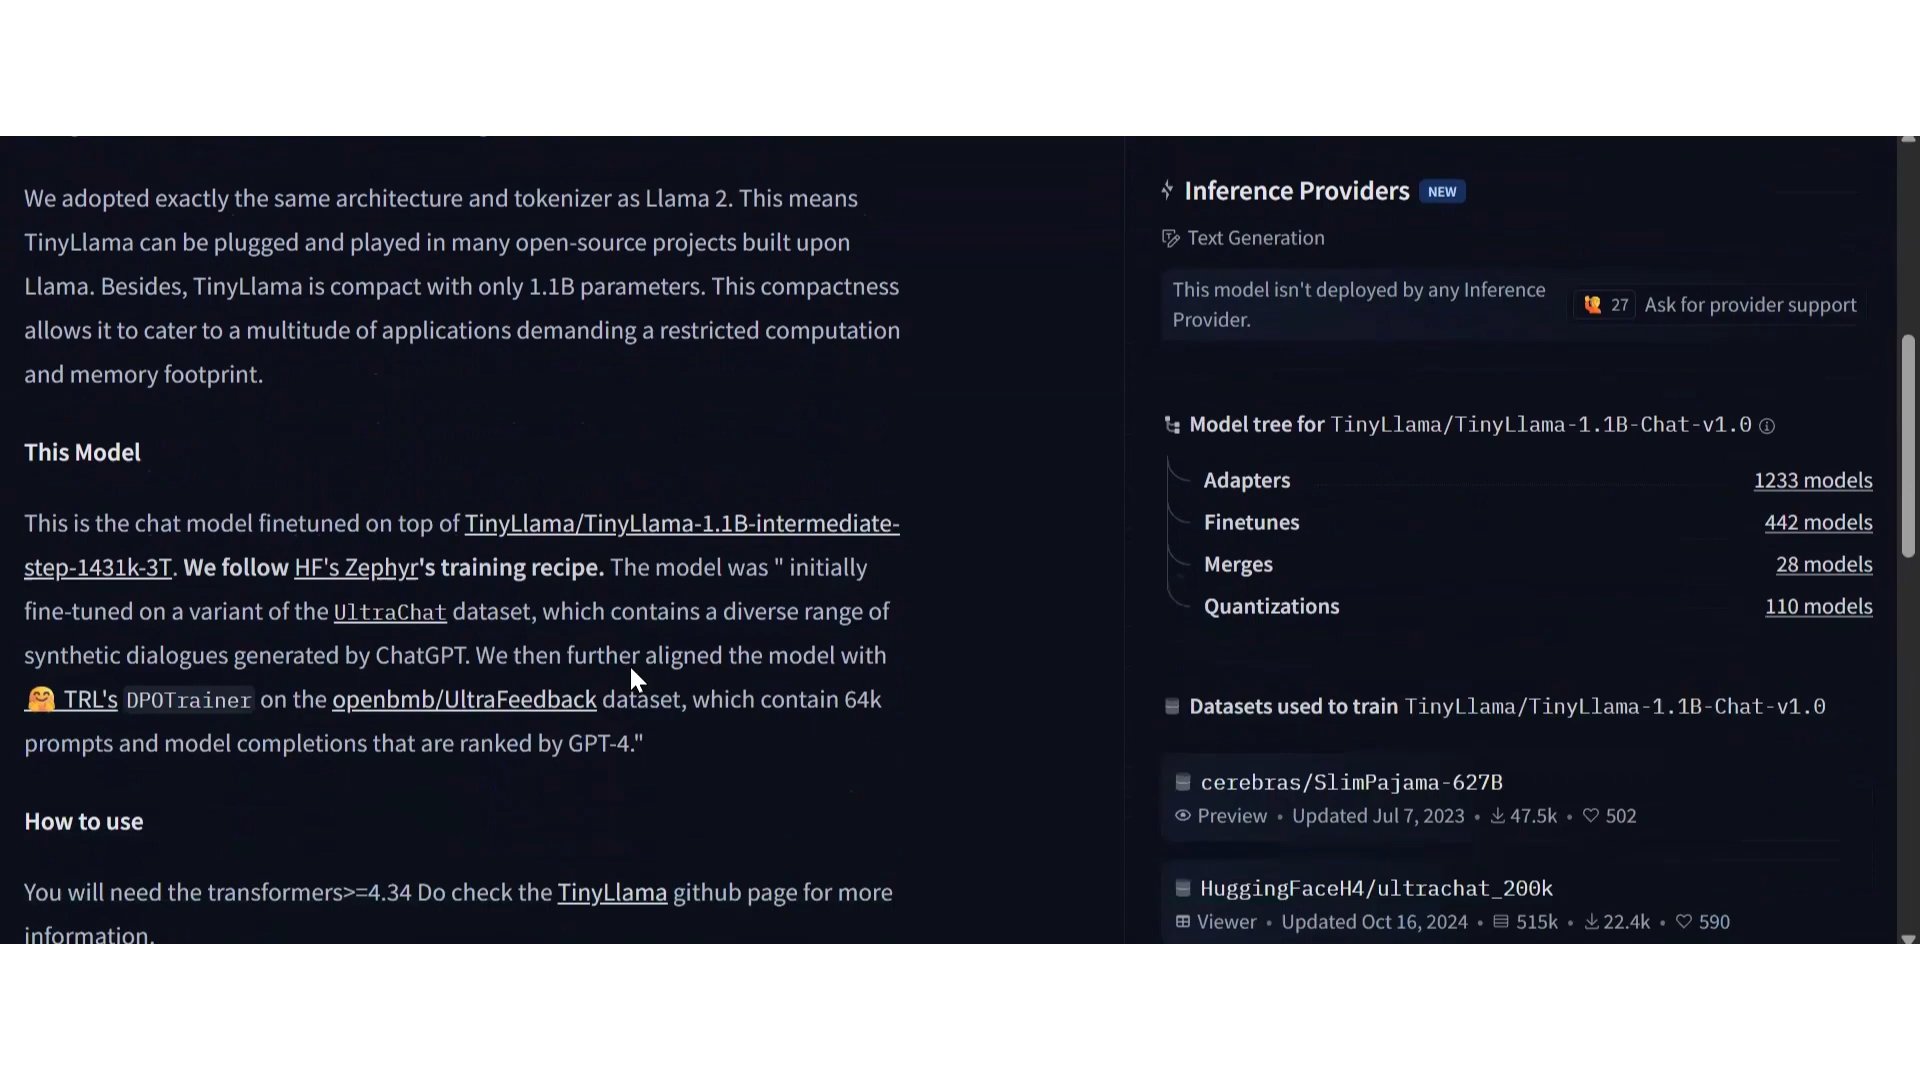 We adopted exactly the same architecture and tokenizer as Llama 2. This means
TinyLlama can be plugged and played in many open-source projects built upon
Llama. Besides, TinyLlama is compact with only 1.1B parameters. This compactness
allows it to cater to a multitude of applications demanding a restricted computation
and memory footprint.
This Model
This is the chat model finetuned on top of TinyLlama/TinyLlama-1.1B-intermediate-
step-1431k-3T. We follow HF's Zephyr's training recipe. The model was " initially
fine-tuned on a variant of the UltraChat dataset, which contains a diverse range of
synthetic dialogues generated by ChatGPT. We then further aligned the model with
🤗 TRL's DPOTrainer on the openbmb/UltraFeedback dataset, which contain 64k
prompts and model completions that are ranked by GPT-4."
How to use
You will need the transformers>=4.34 Do check the TinyLlama github page for more
information.
Inference Providers NEW
Text Generation
This model isn't deployed by any Inference
Provider.
27 Ask for provider support
Model tree for TinyLlama/TinyLlama-1.1B-Chat-v1.0
Adapters 1233 models
Finetunes 442 models
Merges 28 models
Quantizations 110 models
Datasets used to train TinyLlama/TinyLlama-1.1B-Chat-v1.0
cerebras/SlimPajama-627B
Preview • Updated Jul 7, 2023 • 47.5k • 502
HuggingFaceH4/ultrachat_200k
Viewer • Updated Oct 16, 2024 • 515k • 22.4k • 590